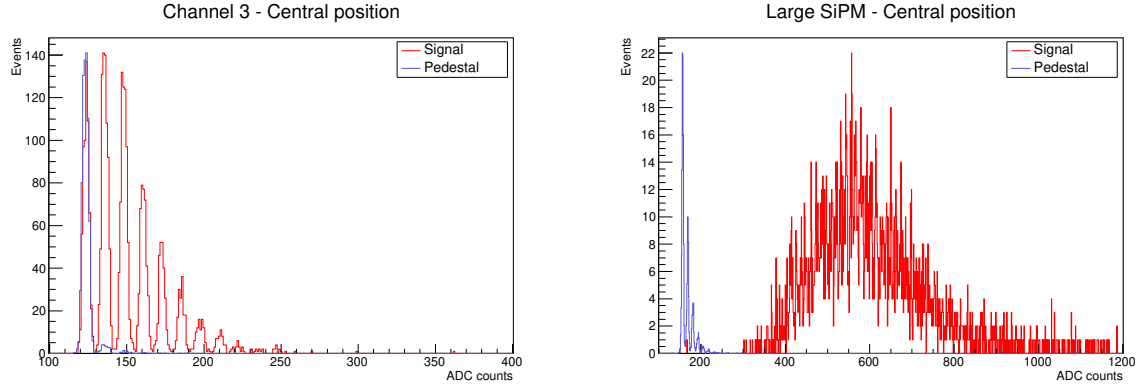 Channel 3 - Central position
Events
Signal
Pedestal
140
120
100
80
60
40
20
0
100 150 200 250 300 350 400
ADC counts
Large SiPM - Central position
Events
Signal
Pedestal
22
20
18
16
14
12
10
8
6
4
2
0
200 400 600 800 1000 1200
ADC counts